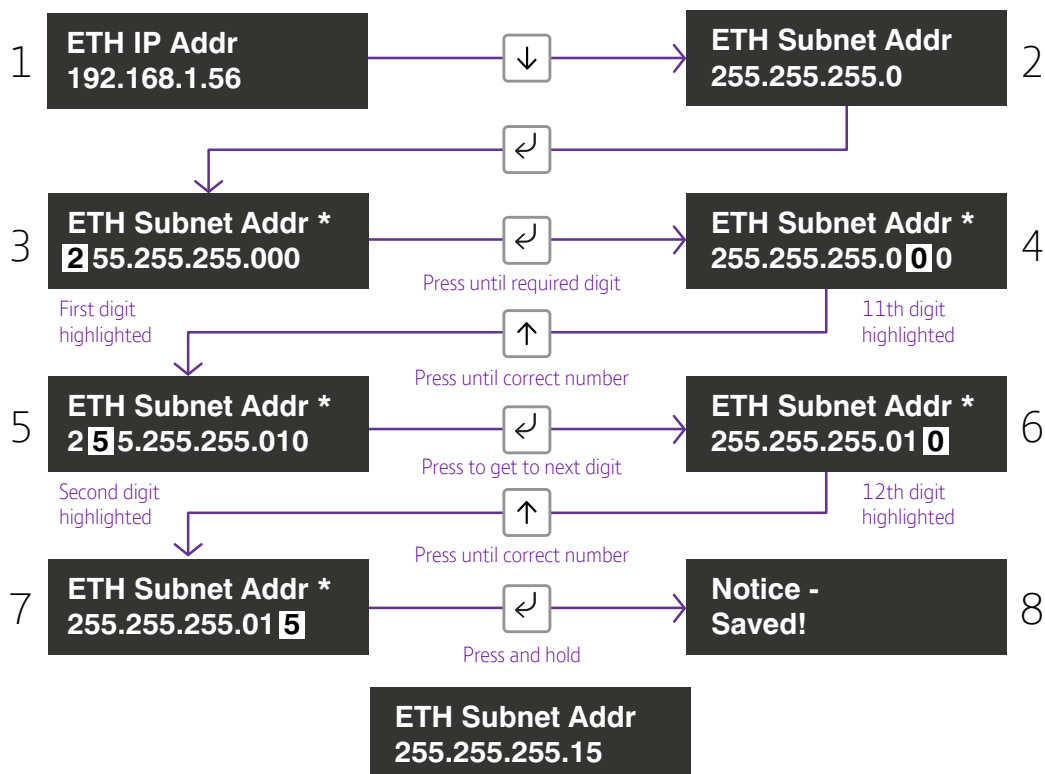 1
ETH IP Addr
192.168.1.56
ETH Subnet Addr
255.255.255.0
2
3
ETH Subnet Addr *
255.255.255.000
First digit
highlighted
Press until required digit
ETH Subnet Addr *
255.255.255.000
4
11th digit
highlighted
Press until correct number
5
ETH Subnet Addr *
255.255.255.010
Second digit
highlighted
Press to get to next digit
ETH Subnet Addr *
255.255.255.010
6
12th digit
highlighted
Press until correct number
7
ETH Subnet Addr *
255.255.255.015
Press and hold
Notice -
Saved!
8
ETH Subnet Addr
255.255.255.15